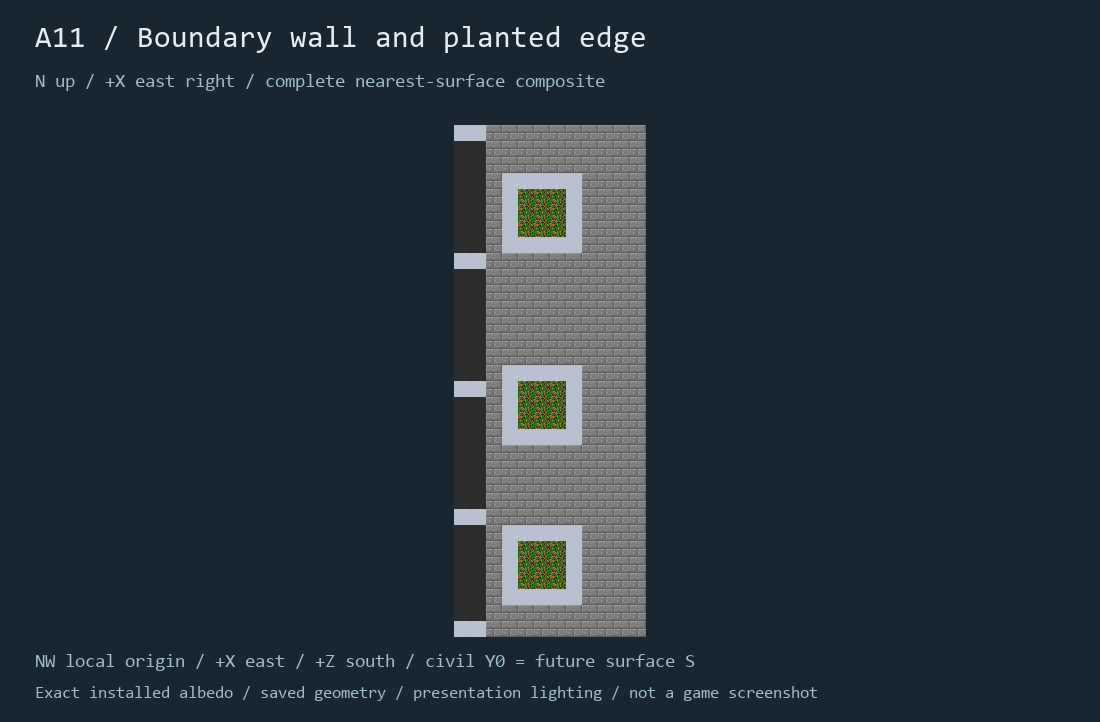 A11 / Boundary wall and planted edge
N up / +X east right / complete nearest-surface composite
NW local origin / +X east / +Z south / civil Y0 = future surface S
Exact installed albedo / saved geometry / presentation lighting / not a game screenshot